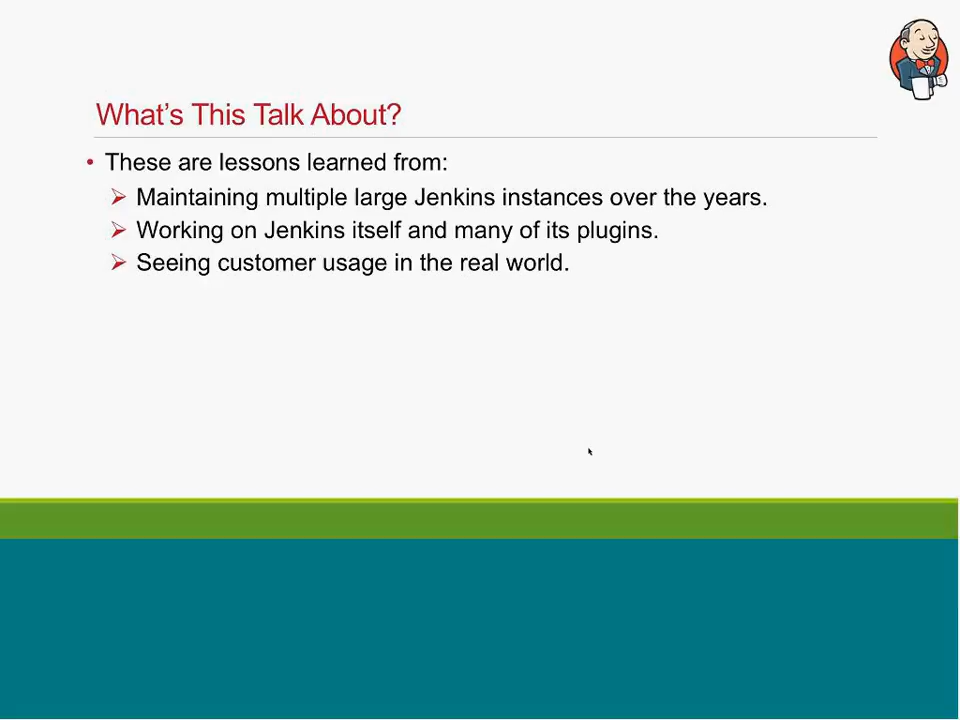 What's This Talk About?
• These are lessons learned from:
➢ Maintaining multiple large Jenkins instances over the years.
➢ Working on Jenkins itself and many of its plugins.
➢ Seeing customer usage in the real world.